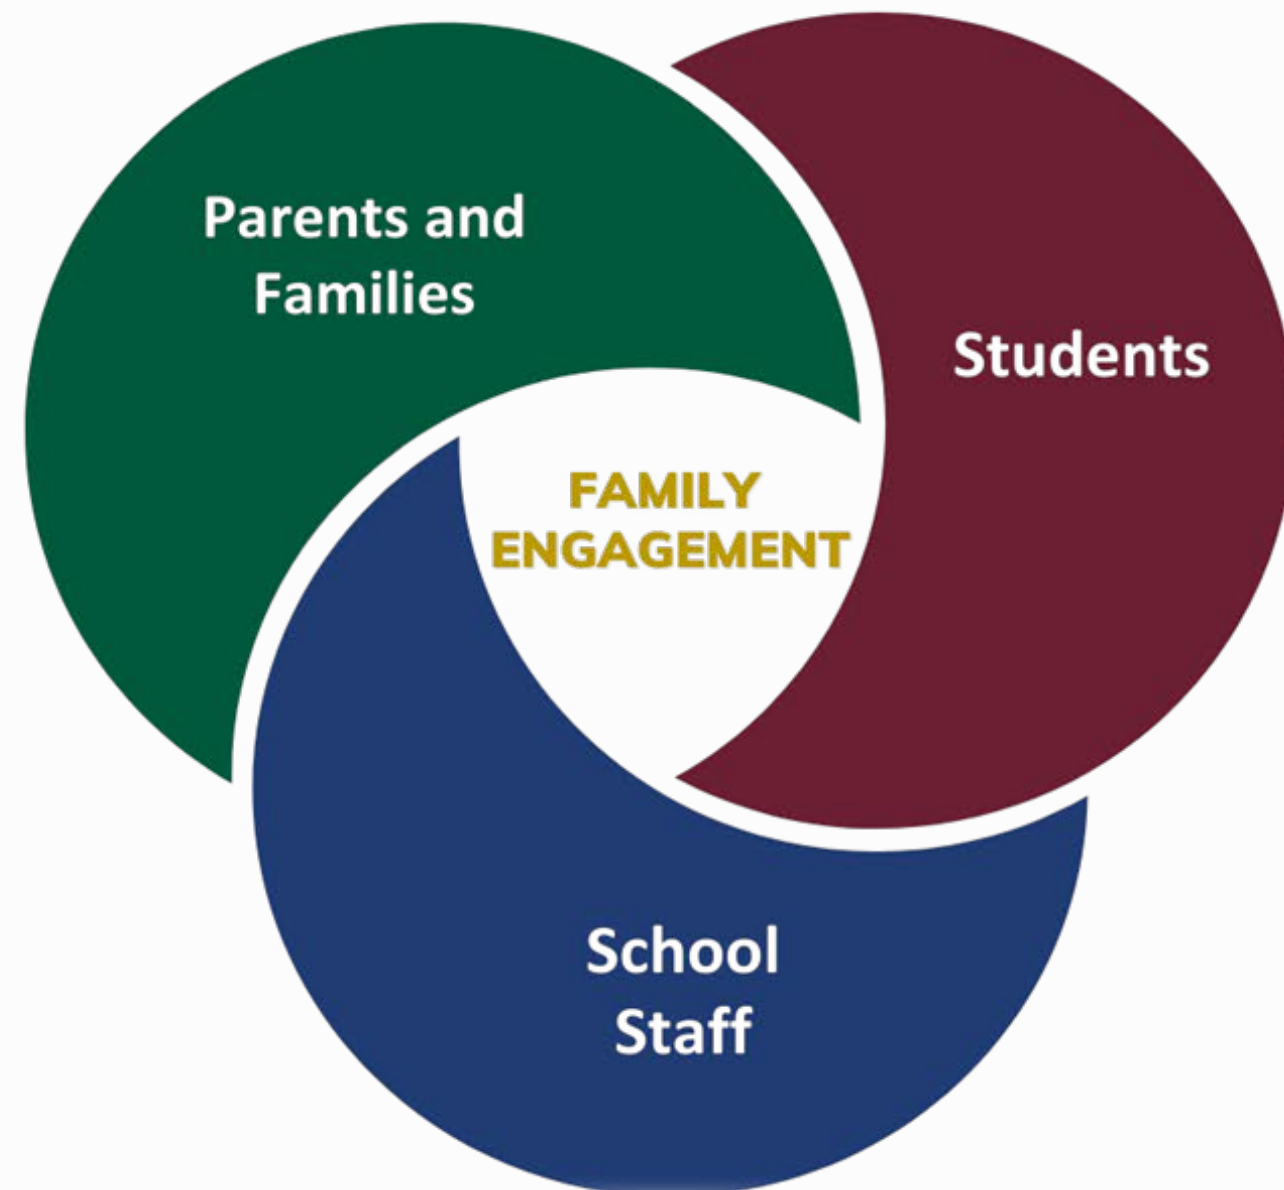 Parents and
Families
Students
FAMILY
ENGAGEMENT
School
Staff